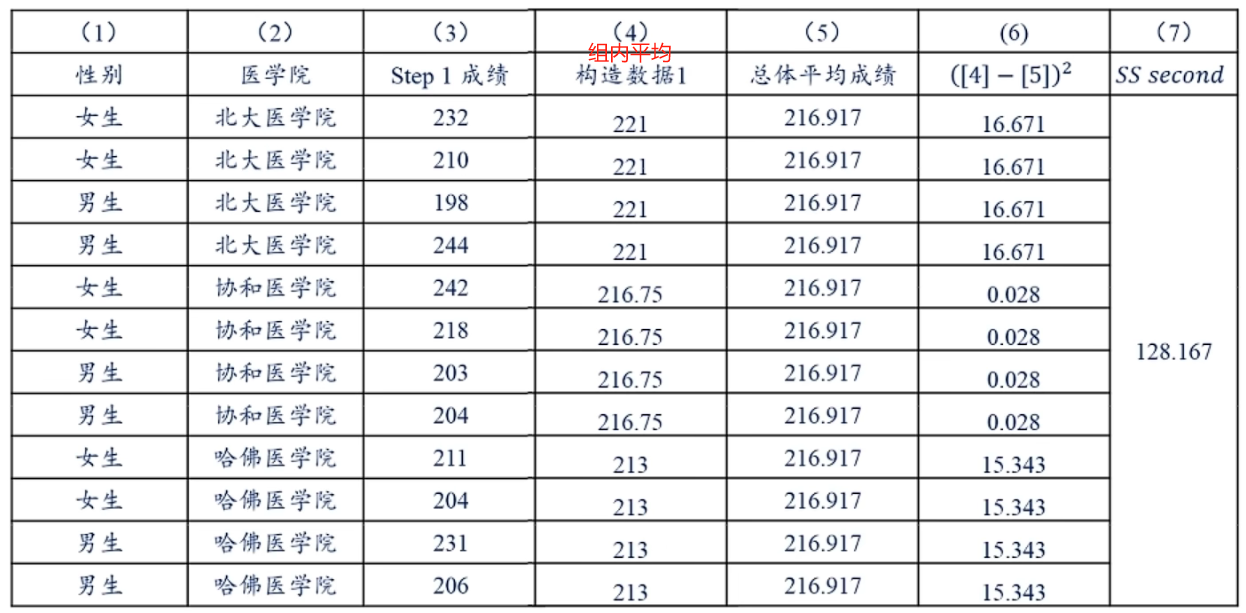 （1） （2） （3） （4） （5） (6) （7）
组内平均
性别 医学院 Step 1 成绩 构造数据1 总体平均成绩 ([4] − [5])² SS second
女生 北大医学院 232 221 216.917 16.671
女生 北大医学院 210 221 216.917 16.671
男生 北大医学院 198 221 216.917 16.671
男生 北大医学院 244 221 216.917 16.671
女生 协和医学院 242 216.75 216.917 0.028
女生 协和医学院 218 216.75 216.917 0.028
128.167
男生 协和医学院 203 216.75 216.917 0.028
男生 协和医学院 204 216.75 216.917 0.028
女生 哈佛医学院 211 213 216.917 15.343
女生 哈佛医学院 204 213 216.917 15.343
男生 哈佛医学院 231 213 216.917 15.343
男生 哈佛医学院 206 213 216.917 15.343